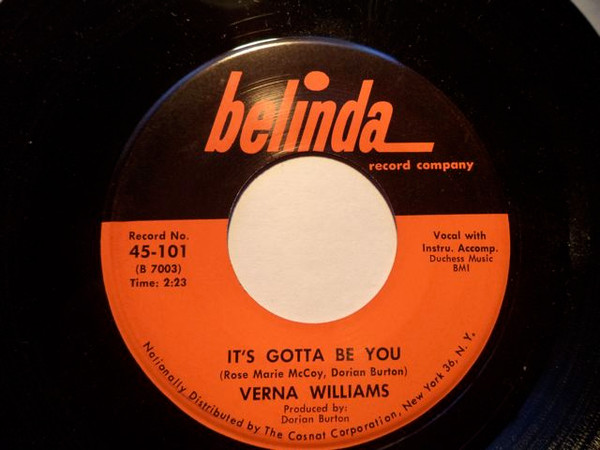 belinda
record company
Record No.
45-101
(B 7003)
Time: 2:23
Vocal with
Instru. Accomp.
Duchess Music
BMI
IT'S GOTTA BE YOU
(Rose Marie McCoy, Dorian Burton)
VERNA WILLIAMS
Produced by:
Dorian Burton
Nationally Distributed by The Cosnat Corporation, New York 36, N. Y.